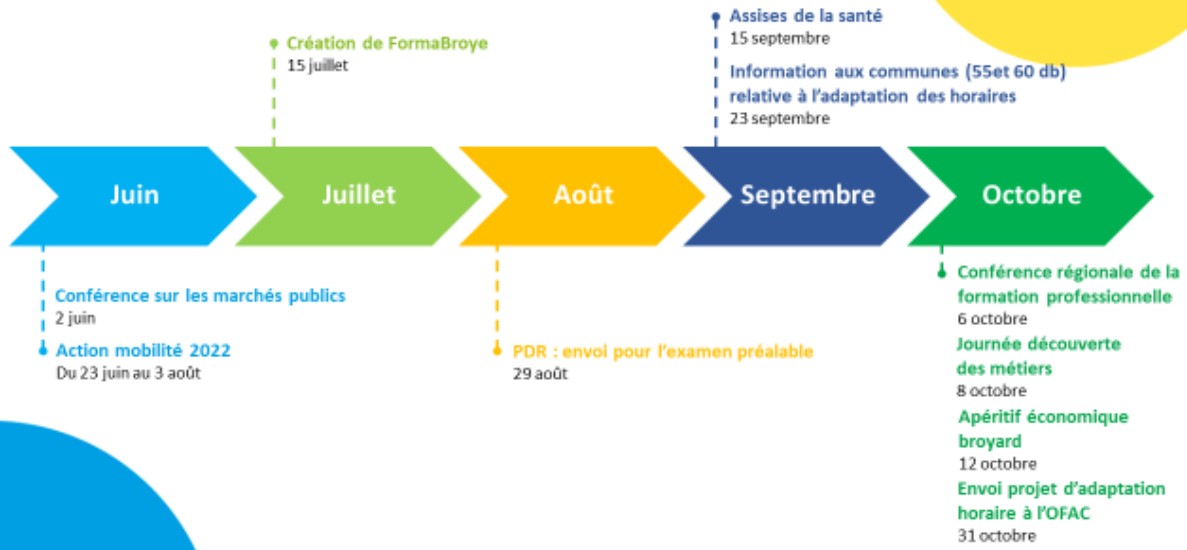 Assises de la santé
15 septembre
Création de FormaBroye
15 juillet
Information aux communes (55et 60 db)
relative à l'adaptation des horaires
23 septembre
Juin
Juillet
Août
Septembre
Octobre
Conférence sur les marchés publics
2 juin
Action mobilité 2022
Du 23 juin au 3 août
PDR : envoi pour l'examen préalable
29 août
Conférence régionale de la
formation professionnelle
6 octobre
Journée découverte
des métiers
8 octobre
Apéritif économique
broyard
12 octobre
Envoi projet d'adaptation
horaire à l'OFAC
31 octobre